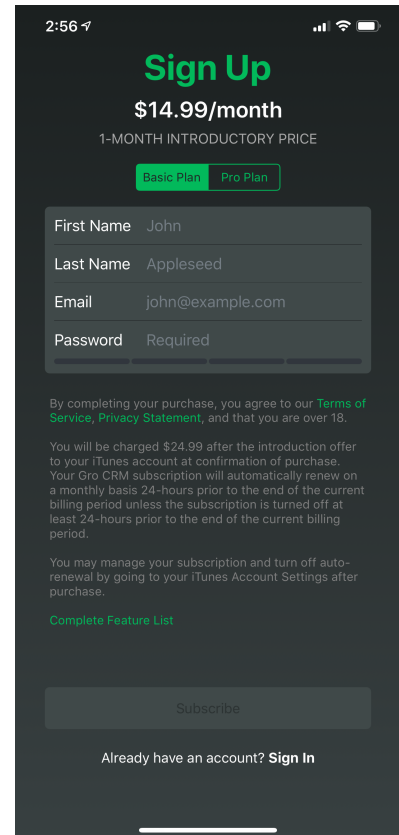 2:56
Sign Up
$14.99/month
1-MONTH INTRODUCTORY PRICE
Basic Plan Pro Plan
First Name John
Last Name Appleseed
Email john@example.com
Password Required
By completing your purchase, you agree to our Terms of
Service, Privacy Statement, and that you are over 18.
You will be charged $24.99 after the introduction offer
to your iTunes account at confirmation of purchase.
Your Gro CRM subscription will automatically renew on
a monthly basis 24-hours prior to the end of the current
billing period unless the subscription is turned off at
least 24-hours prior to the end of the current billing
period.
You may manage your subscription and turn off auto-
renewal by going to your iTunes Account Settings after
purchase.
Complete Feature List
Subscribe
Already have an account? Sign In